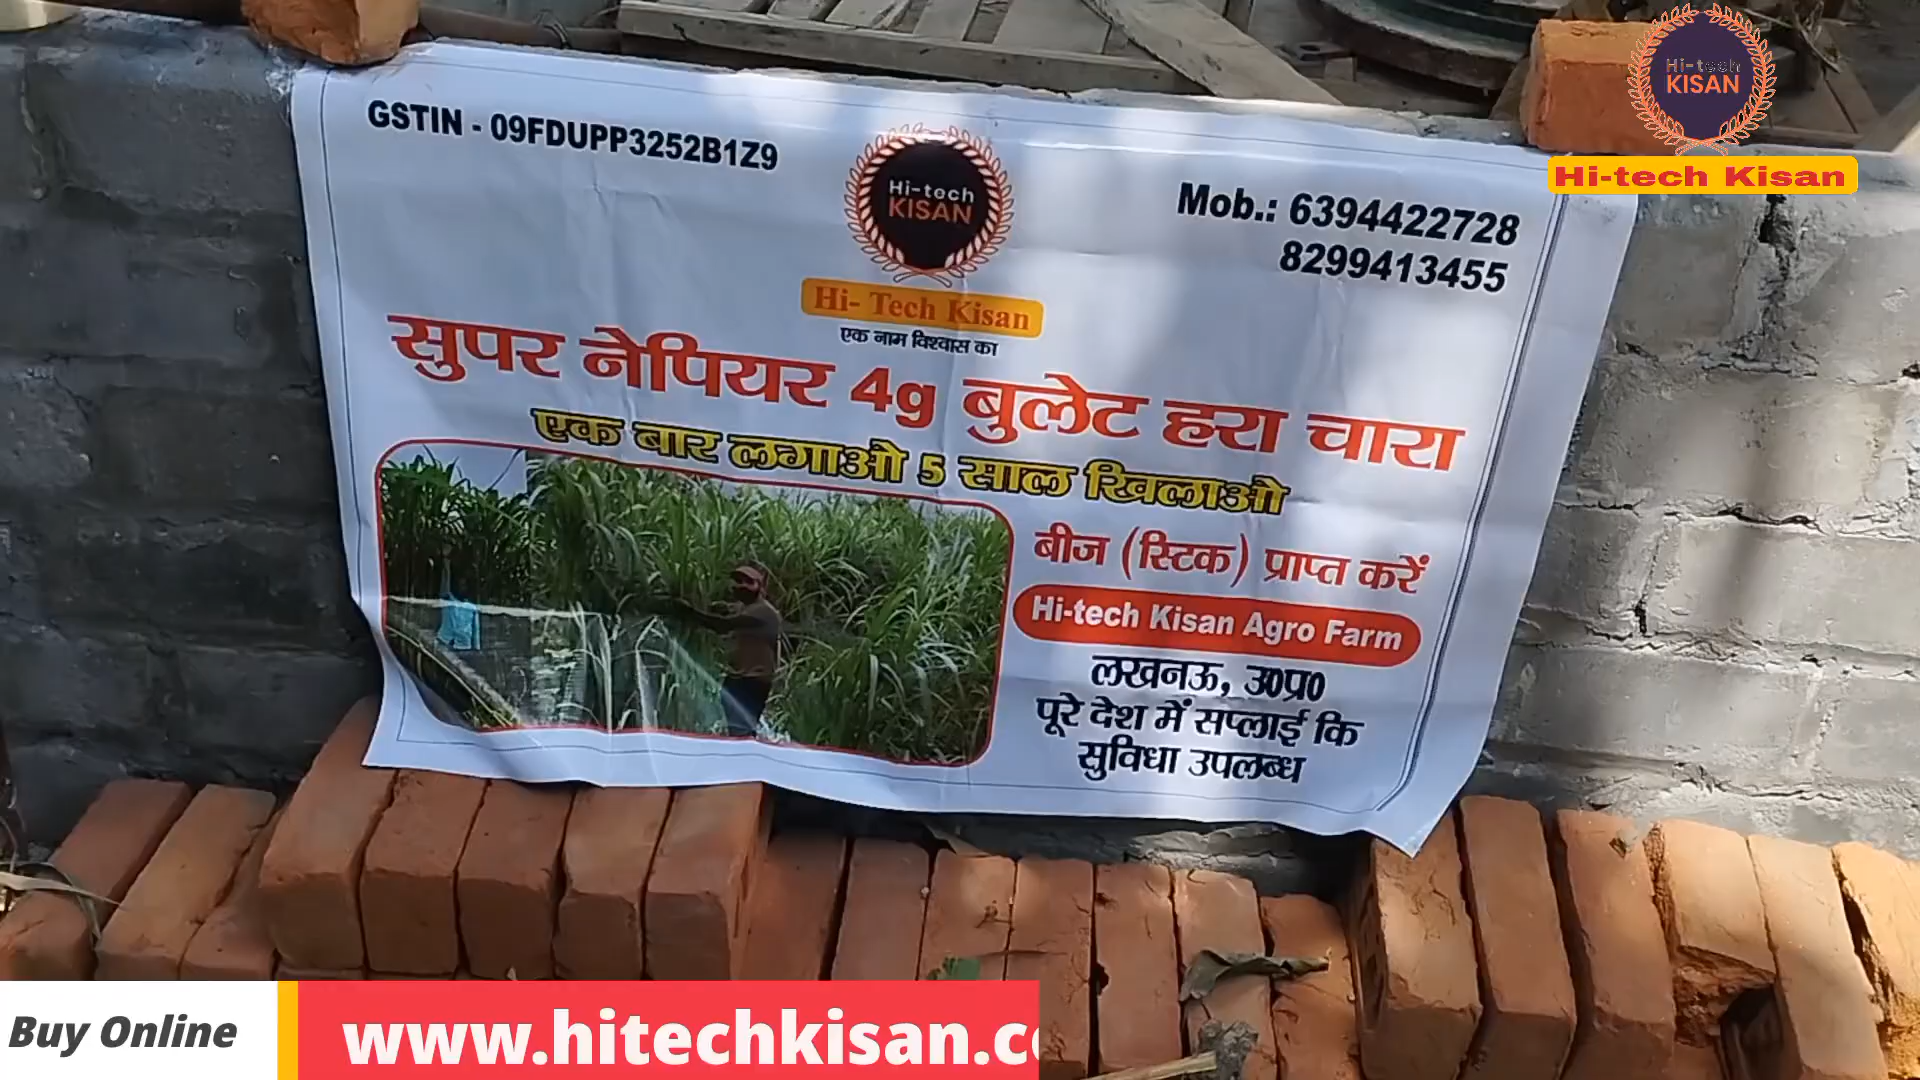 GSTIN - 09FDUPP3252B1Z9
Hi-tech
KISAN
Mob.: 6394422728
8299413455
Hi- Tech Kisan
एक नाम विश्वास का
सुपर नेपियर 4g बुलेट हरा चारा
एक बार लगाओ 5 साल खिलाओ
बीज (स्टिक) प्राप्त करें
Hi-tech Kisan Agro Farm
लखनऊ, उ0प्र0
पूरे देश में सप्लाई कि
सुविधा उपलब्ध
Hi-tech
KISAN
Hi-tech Kisan
Buy Online
www.hitechkisan.c